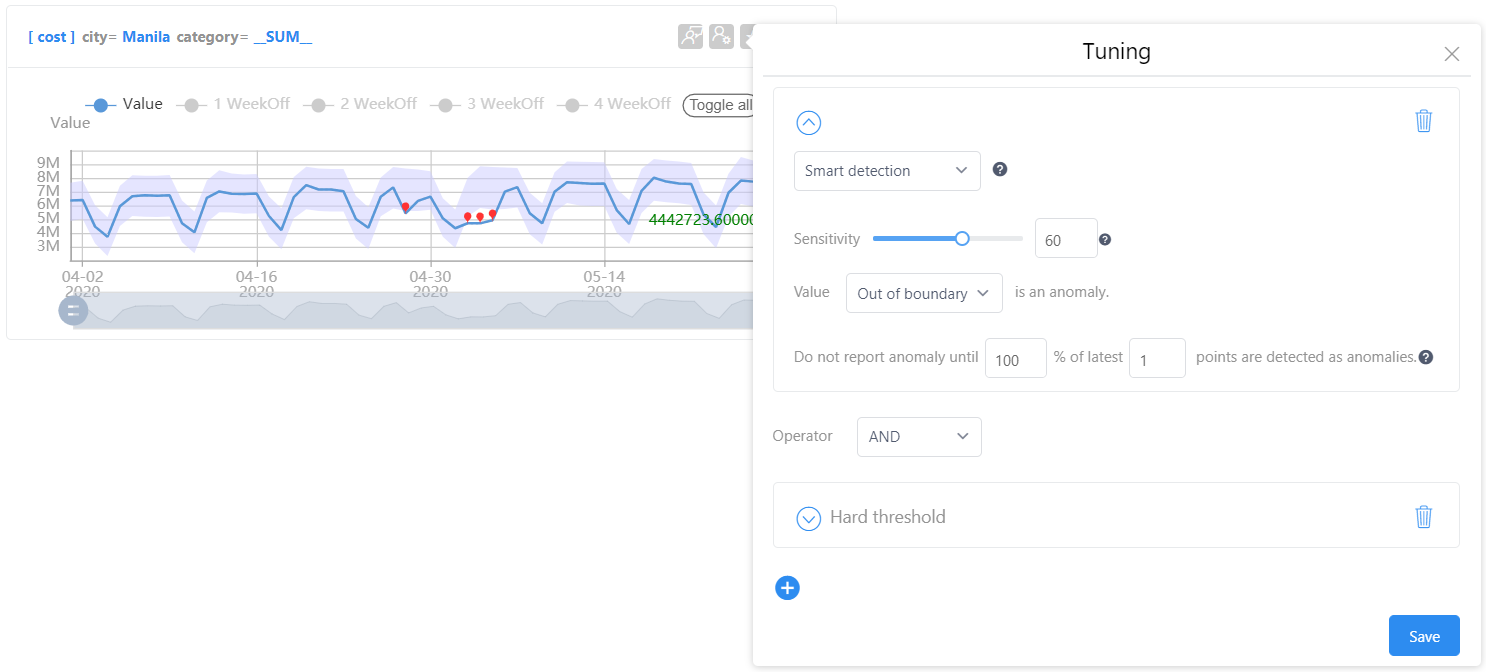 [ cost ] city= Manila category= __SUM__
Value 1 WeekOff 2 WeekOff 3 WeekOff 4 WeekOff Toggle all
Value
9M
8M
7M
6M
5M
4M
3M
4442723.60000
04-02
2020
04-16
2020
04-30
2020
05-14
2020
Tuning
Smart detection
Sensitivity 60
Value Out of boundary is an anomaly.
Do not report anomaly until 100 % of latest 1 points are detected as anomalies.
Operator AND
Hard threshold
Save